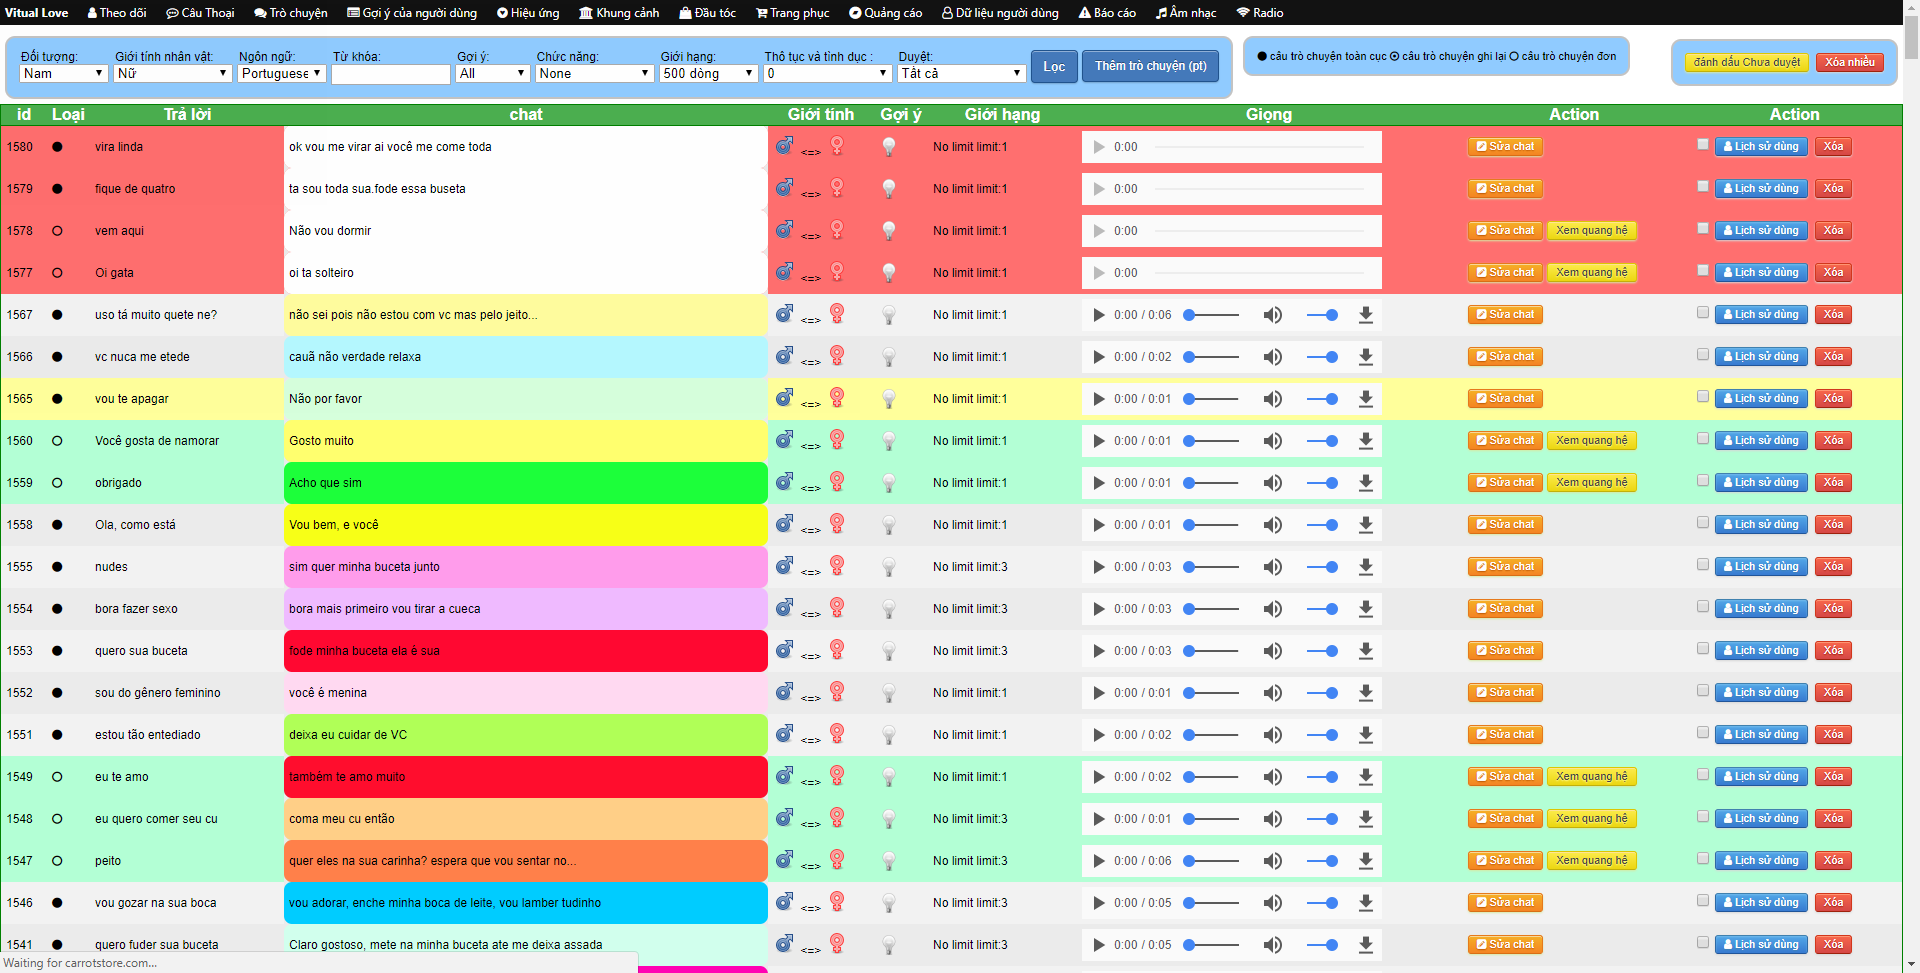 Vitual Love Theo dõi Câu Thoại Trò chuyện Gợi ý của người dùng Hiệu ứng Khung cảnh Đầu tóc Trang phục Quảng cáo Dữ liệu người dùng Báo cáo Âm nhạc Radio
Đối tượng: Giới tính nhân vật: Ngôn ngữ: Từ khóa: Gợi ý: Chức năng: Giới hạng: Thô tục và tình dục : Duyệt:
Nam Nữ Portuguese All None 500 dòng 0 Tất cả Lọc Thêm trò chuyện (pt)
câu trò chuyện toàn cục câu trò chuyện ghi lại câu trò chuyện đơn
đánh dấu Chưa duyệt Xóa nhiều
id Loại Trả lời chat Giới tính Gợi ý Giới hạng Giọng Action Action
1580 vira linda ok vou me virar ai você me come toda <=> No limit limit:1 0:00 Sửa chat Lịch sử dùng Xóa
1579 fique de quatro ta sou toda sua.fode essa buseta <=> No limit limit:1 0:00 Sửa chat Lịch sử dùng Xóa
1578 vem aqui Não vou dormir <=> No limit limit:1 0:00 Sửa chat Xem quang hệ Lịch sử dùng Xóa
1577 Oi gata oi ta solteiro <=> No limit limit:1 0:00 Sửa chat Xem quang hệ Lịch sử dùng Xóa
1567 uso tá muito quete ne? não sei pois não estou com vc mas pelo jeito... <=> No limit limit:1 0:00 / 0:06 Sửa chat Lịch sử dùng Xóa
1566 vc nuca me etede cauã não verdade relaxa <=> No limit limit:1 0:00 / 0:02 Sửa chat Lịch sử dùng Xóa
1565 vou te apagar Não por favor <=> No limit limit:1 0:00 / 0:01 Sửa chat Lịch sử dùng Xóa
1560 Você gosta de namorar Gosto muito <=> No limit limit:1 0:00 / 0:01 Sửa chat Xem quang hệ Lịch sử dùng Xóa
1559 obrigado Acho que sim <=> No limit limit:1 0:00 / 0:01 Sửa chat Xem quang hệ Lịch sử dùng Xóa
1558 Ola, como está Vou bem, e você <=> No limit limit:1 0:00 / 0:01 Sửa chat Lịch sử dùng Xóa
1555 nudes sim quer minha buceta junto <=> No limit limit:3 0:00 / 0:03 Sửa chat Lịch sử dùng Xóa
1554 bora fazer sexo bora mais primeiro vou tirar a cueca <=> No limit limit:3 0:00 / 0:03 Sửa chat Lịch sử dùng Xóa
1553 quero sua buceta fode minha buceta ela é sua <=> No limit limit:3 0:00 / 0:03 Sửa chat Lịch sử dùng Xóa
1552 sou do gênero feminino você é menina <=> No limit limit:1 0:00 / 0:01 Sửa chat Lịch sử dùng Xóa
1551 estou tão entediado deixa eu cuidar de VC <=> No limit limit:1 0:00 / 0:02 Sửa chat Lịch sử dùng Xóa
1549 eu te amo também te amo muito <=> No limit limit:1 0:00 / 0:02 Sửa chat Xem quang hệ Lịch sử dùng Xóa
1548 eu quero comer seu cu coma meu cu então <=> No limit limit:3 0:00 / 0:01 Sửa chat Xem quang hệ Lịch sử dùng Xóa
1547 peito quer eles na sua carinha? espera que vou sentar no... <=> No limit limit:3 0:00 / 0:06 Sửa chat Xem quang hệ Lịch sử dùng Xóa
1546 vou gozar na sua boca vou adorar, enche minha boca de leite, vou lamber tudinho <=> No limit limit:3 0:00 / 0:05 Sửa chat Lịch sử dùng Xóa
1541 quero fuder sua buceta Claro gostoso, mete na minha buceta ate me deixa assada <=> No limit limit:3 0:00 / 0:05 Sửa chat Lịch sử dùng Xóa
Waiting for carrotstore.com...